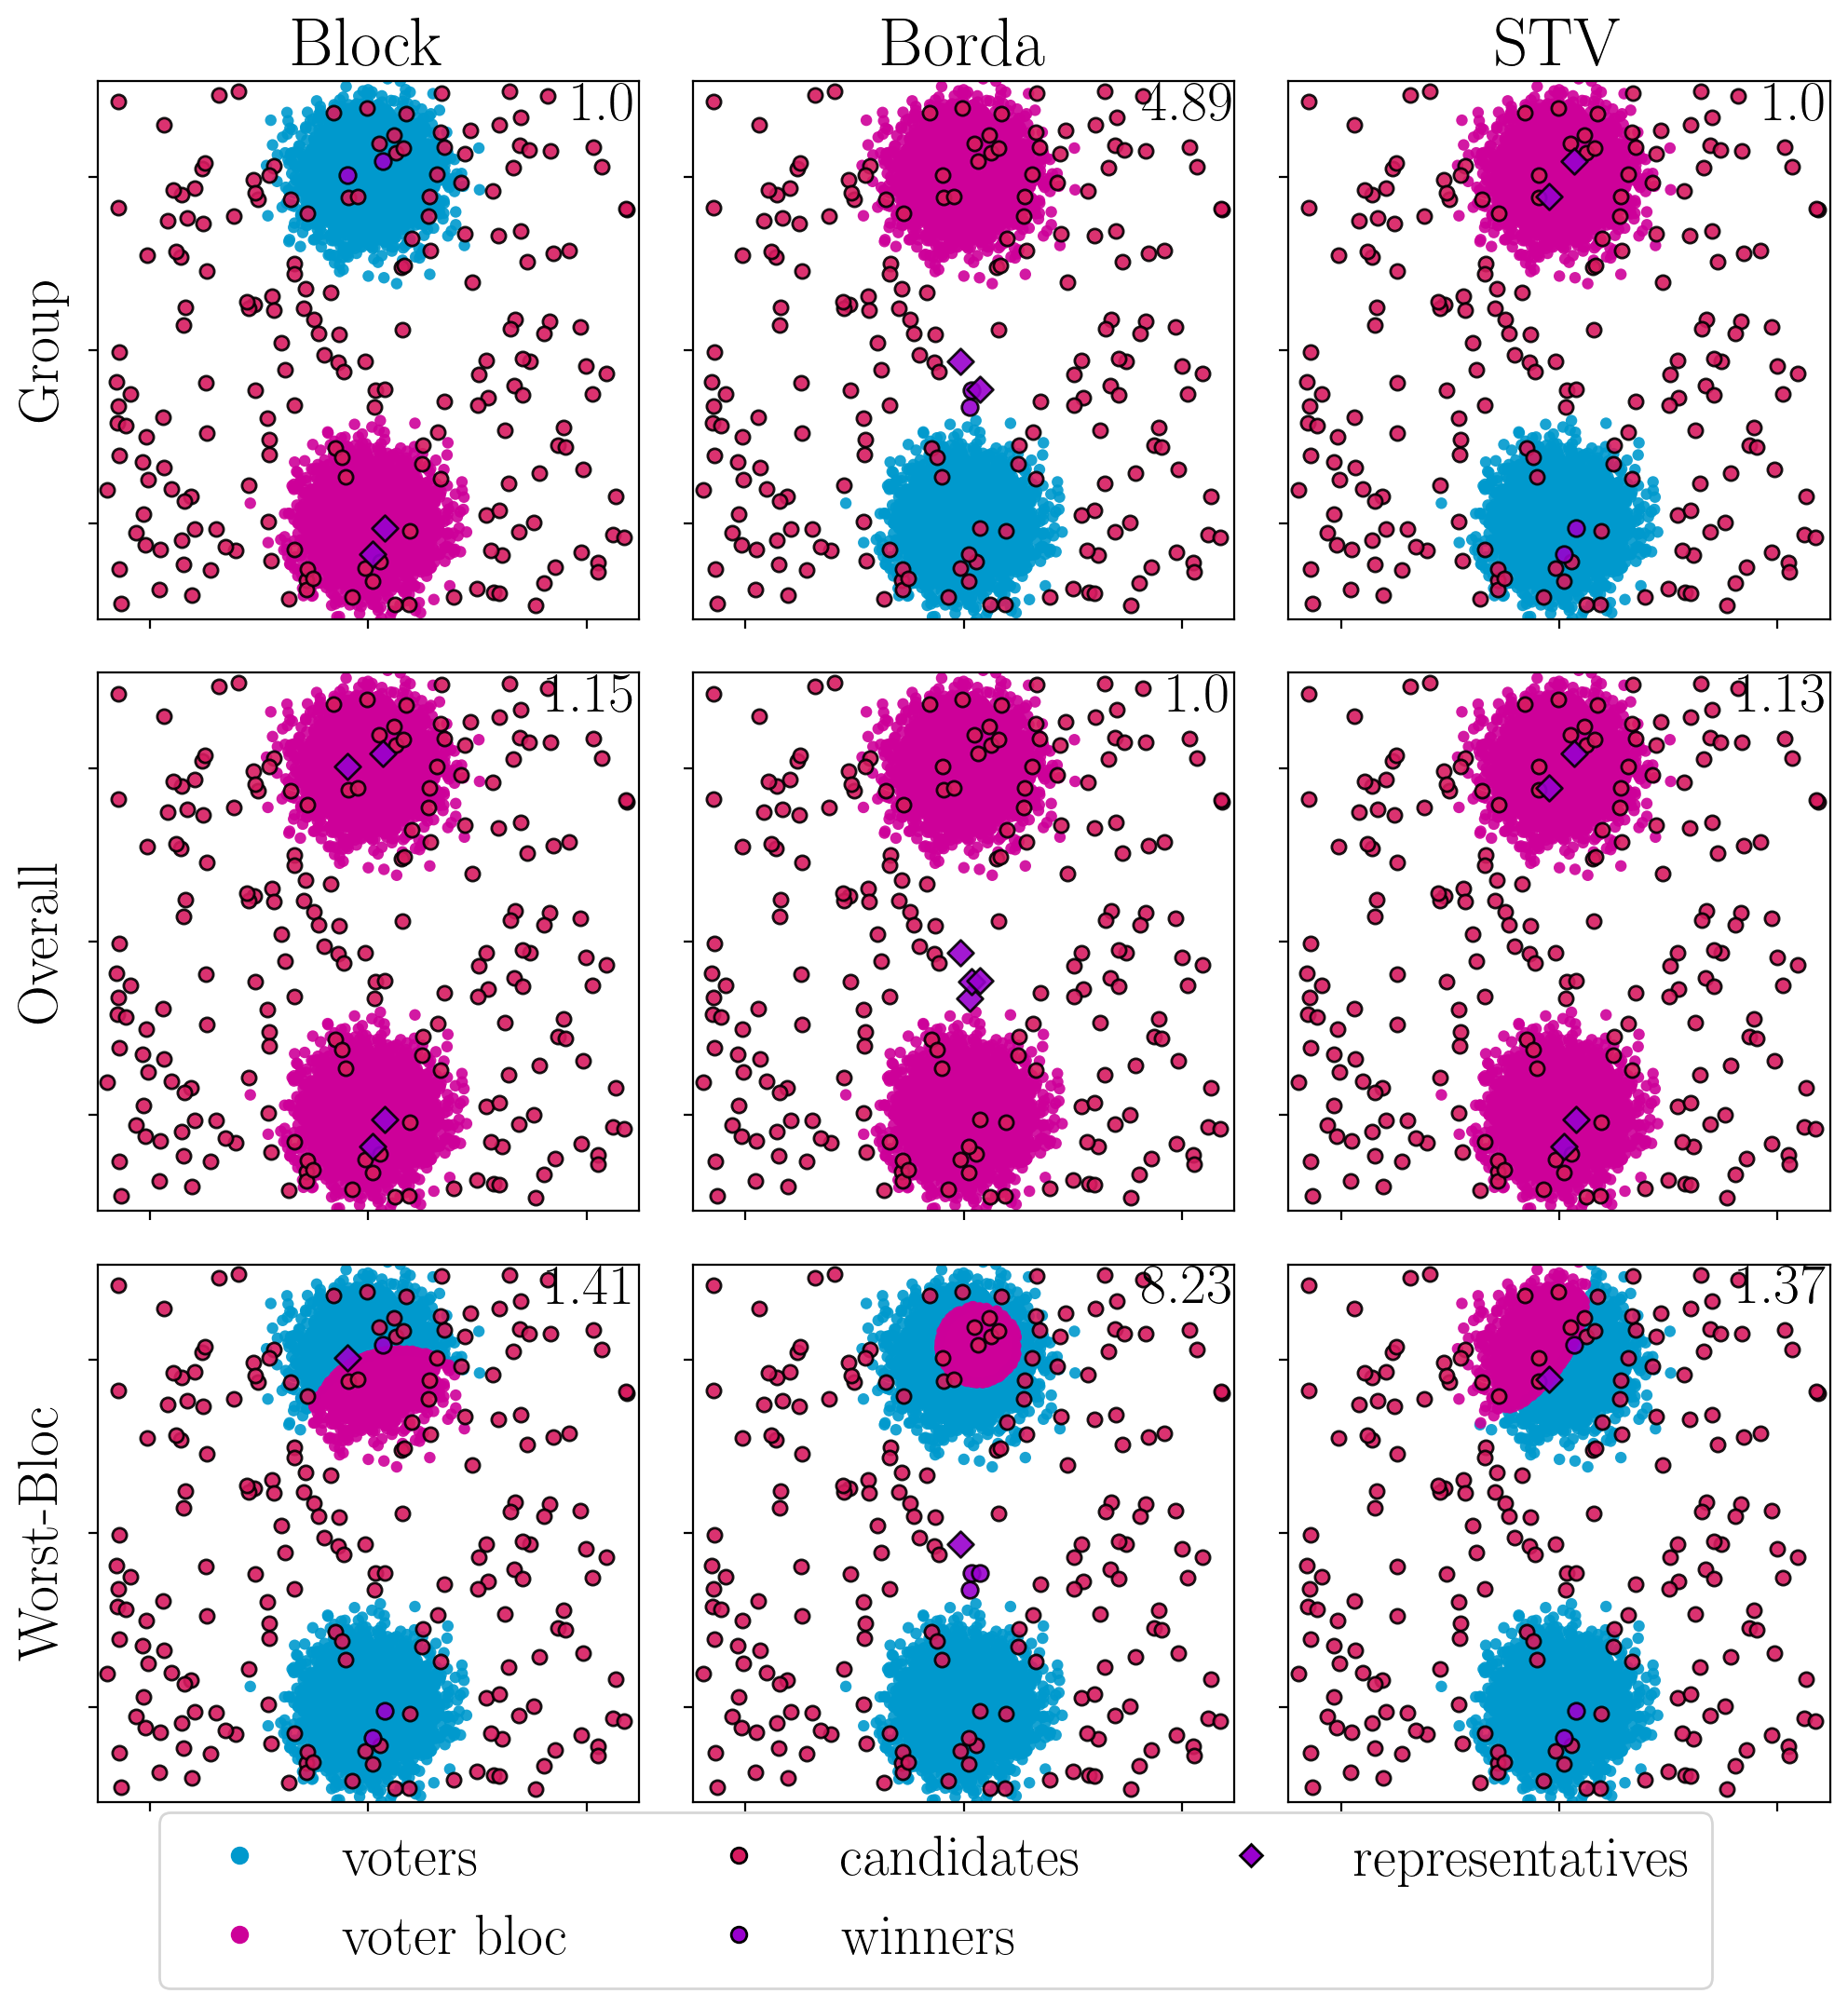 Block Borda STV
Group 1.0 4.89 1.0
Overall 1.15 1.0 1.13
Worst-Bloc 1.41 8.23 1.37
voters candidates representatives
voter bloc winners